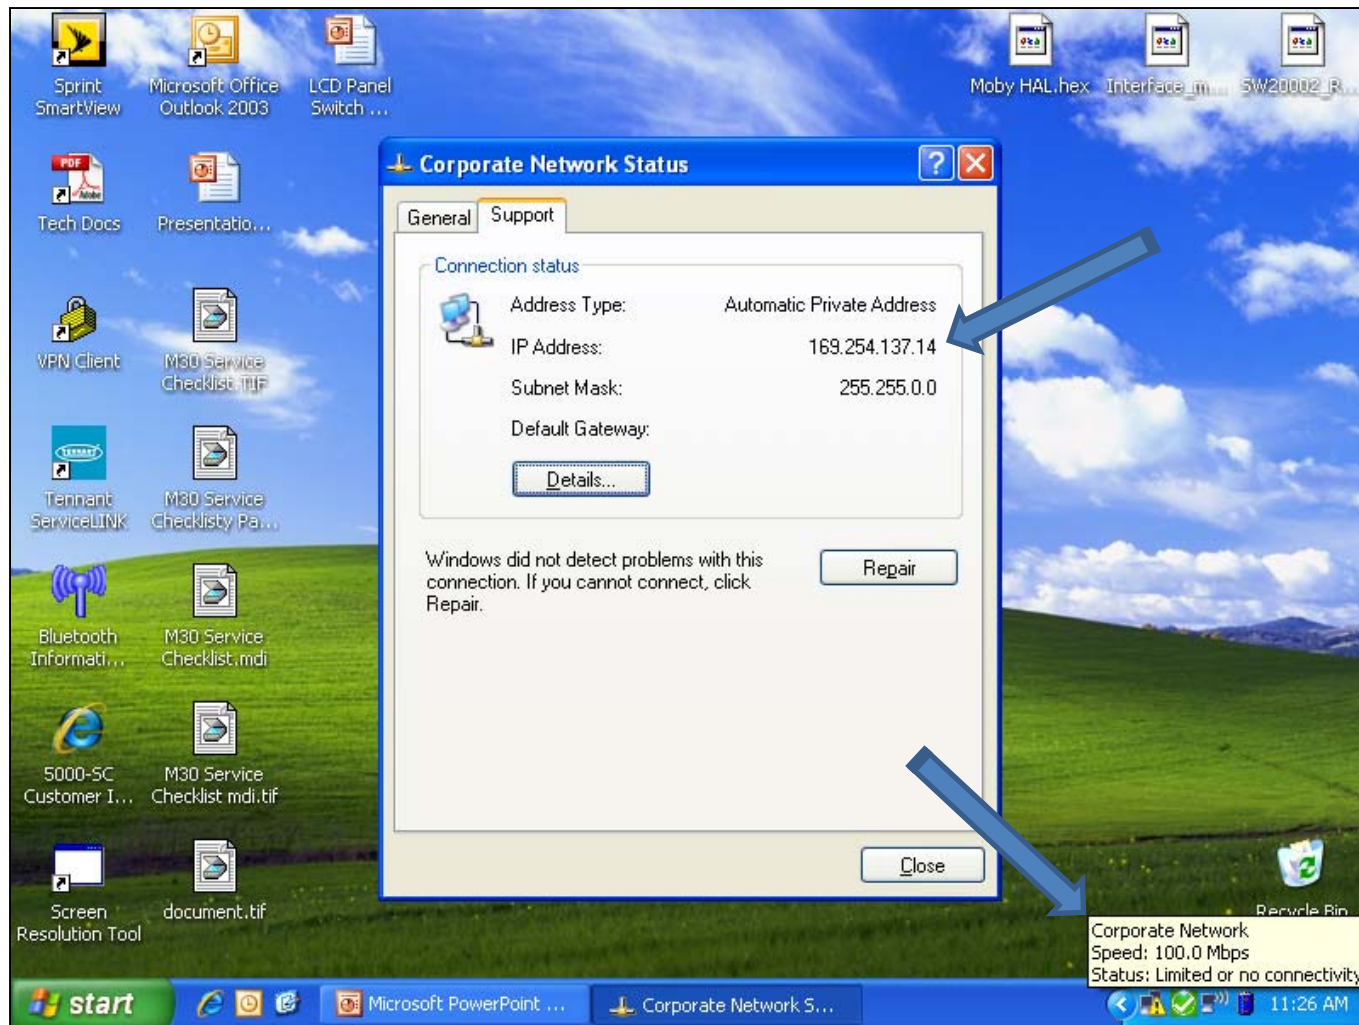 Sprint
SmartView
Microsoft Office
Outlook 2003
LCD Panel
Switch ...
Moby HAL.hex
Interface_m...
SW20002_R...
PDF
Adobe
Tech Docs
Presentatio...
VPN Client
M30 Service
Checklist.TIF
TENNANT
Tennant
ServiceLINK
M30 Service
Checklisty Pa...
Bluetooth
Informati...
M30 Service
Checklist.mdi
5000-SC
Customer I...
M30 Service
Checklist mdi.tif
Screen
Resolution Tool
document.tif
Corporate Network Status
General
Support
Connection status
Address Type: Automatic Private Address
IP Address: 169.254.137.14
Subnet Mask: 255.255.0.0
Default Gateway:
Details...
Windows did not detect problems with this
connection. If you cannot connect, click
Repair.
Repair
Close
Recycle Bin
Corporate Network
Speed: 100.0 Mbps
Status: Limited or no connectivity
start
Microsoft PowerPoint ...
Corporate Network S...
11:26 AM